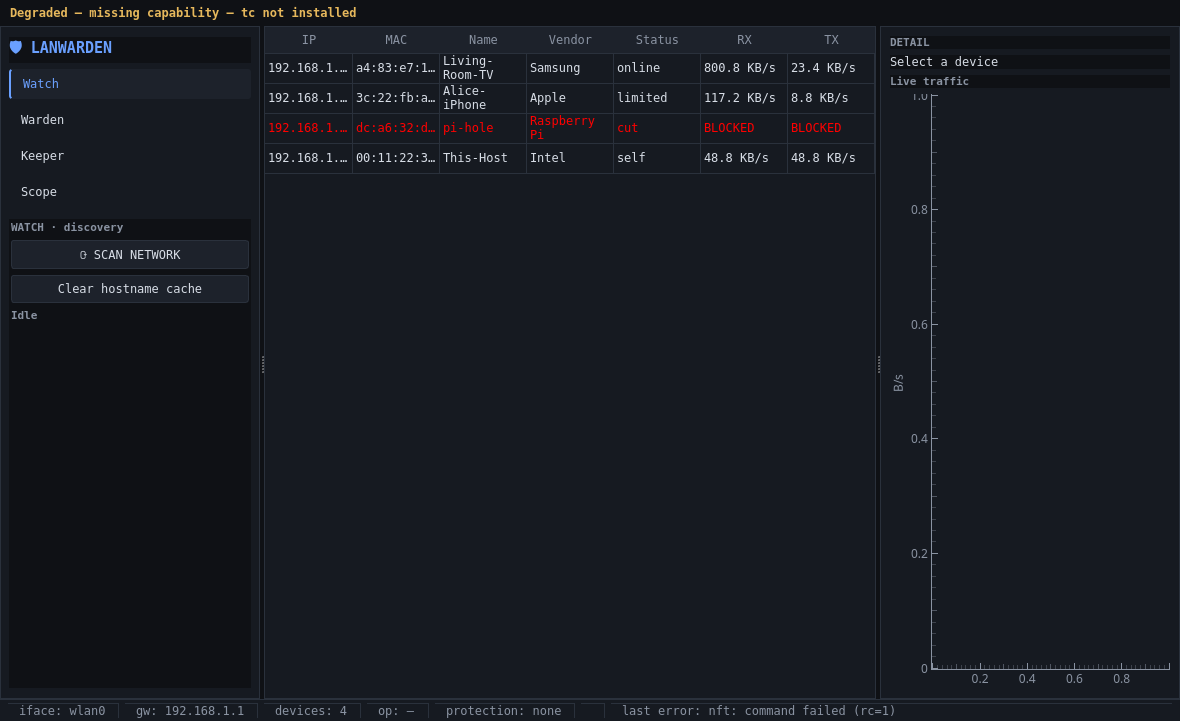 Degraded — missing capability — tc not installed
LANWARDEN
Watch
Warden
Keeper
Scope
WATCH · discovery
SCAN NETWORK
Clear hostname cache
Idle
IP MAC Name Vendor Status RX TX
192.168.1.… a4:83:e7:1… Living-Room-TV Samsung online 800.8 KB/s 23.4 KB/s
192.168.1.… 3c:22:fb:a… Alice-iPhone Apple limited 117.2 KB/s 8.8 KB/s
192.168.1.… dc:a6:32:d… pi-hole Raspberry Pi cut BLOCKED BLOCKED
192.168.1.… 00:11:22:3… This-Host Intel self 48.8 KB/s 48.8 KB/s
DETAIL
Select a device
Live traffic
1.0
0.8
0.6
B/s
0.4
0.2
0
0.2 0.4 0.6 0.8
iface: wlan0 gw: 192.168.1.1 devices: 4 op: — protection: none last error: nft: command failed (rc=1)